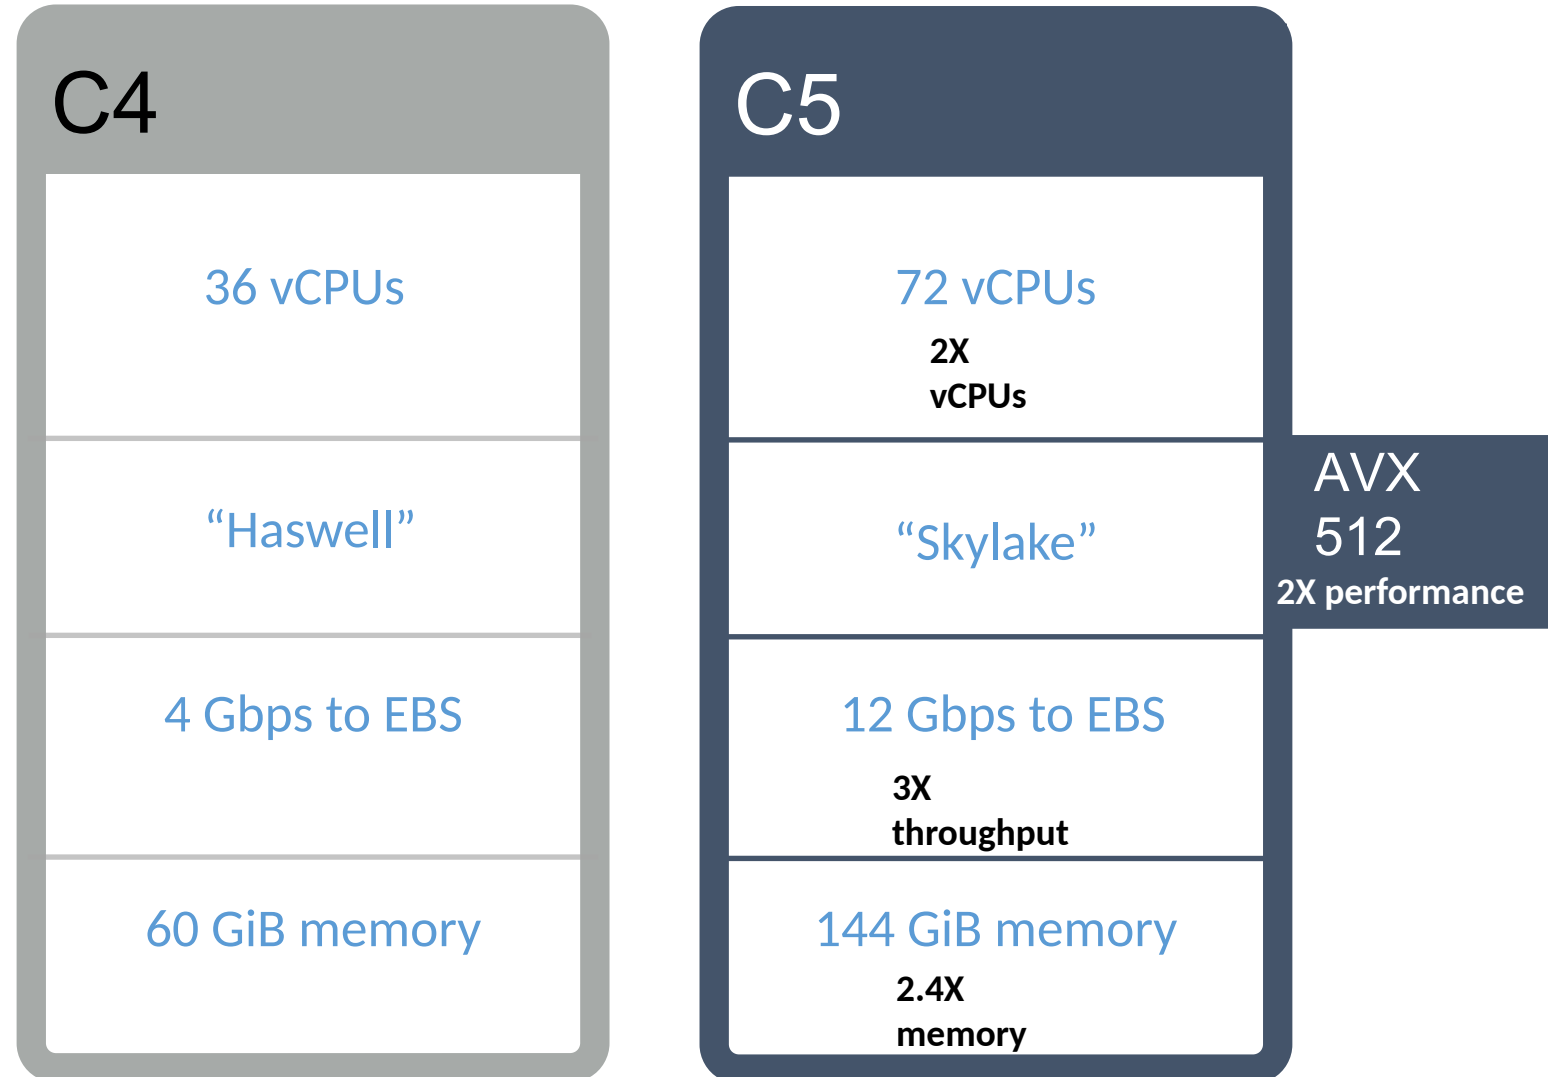 C4
36 vCPUs
“Haswell”
4 Gbps to EBS
60 GiB memory
C5
72 vCPUs
2X
vCPUs
“Skylake”
AVX
512
2X performance
12 Gbps to EBS
3X
throughput
144 GiB memory
2.4X
memory